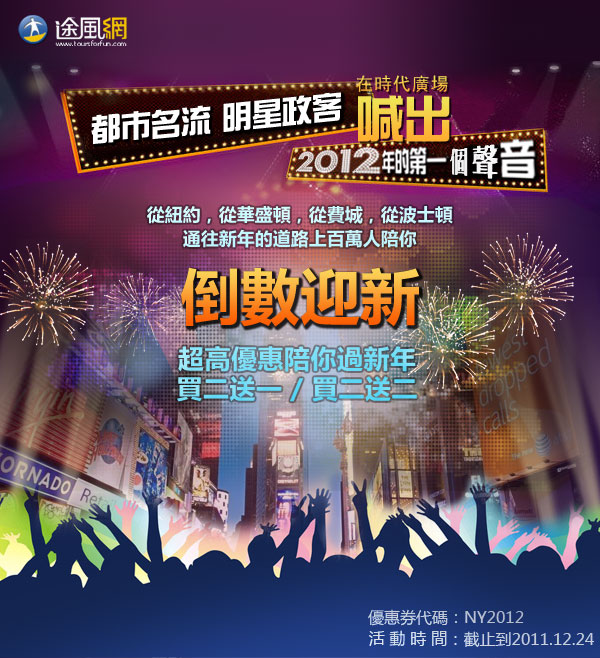 途風網
www.toursforfun.com
都市名流 明星政客
在時代廣場
喊出
2012年的第一個聲音
從紐約，從華盛頓，從費城，從波士頓
通往新年的道路上百萬人陪你
倒數迎新
超高優惠陪你過新年
買二送一 / 買二送二
dropped
calls
TORNADO
優惠券代碼：NY2012
活動時間：截止到2011.12.24